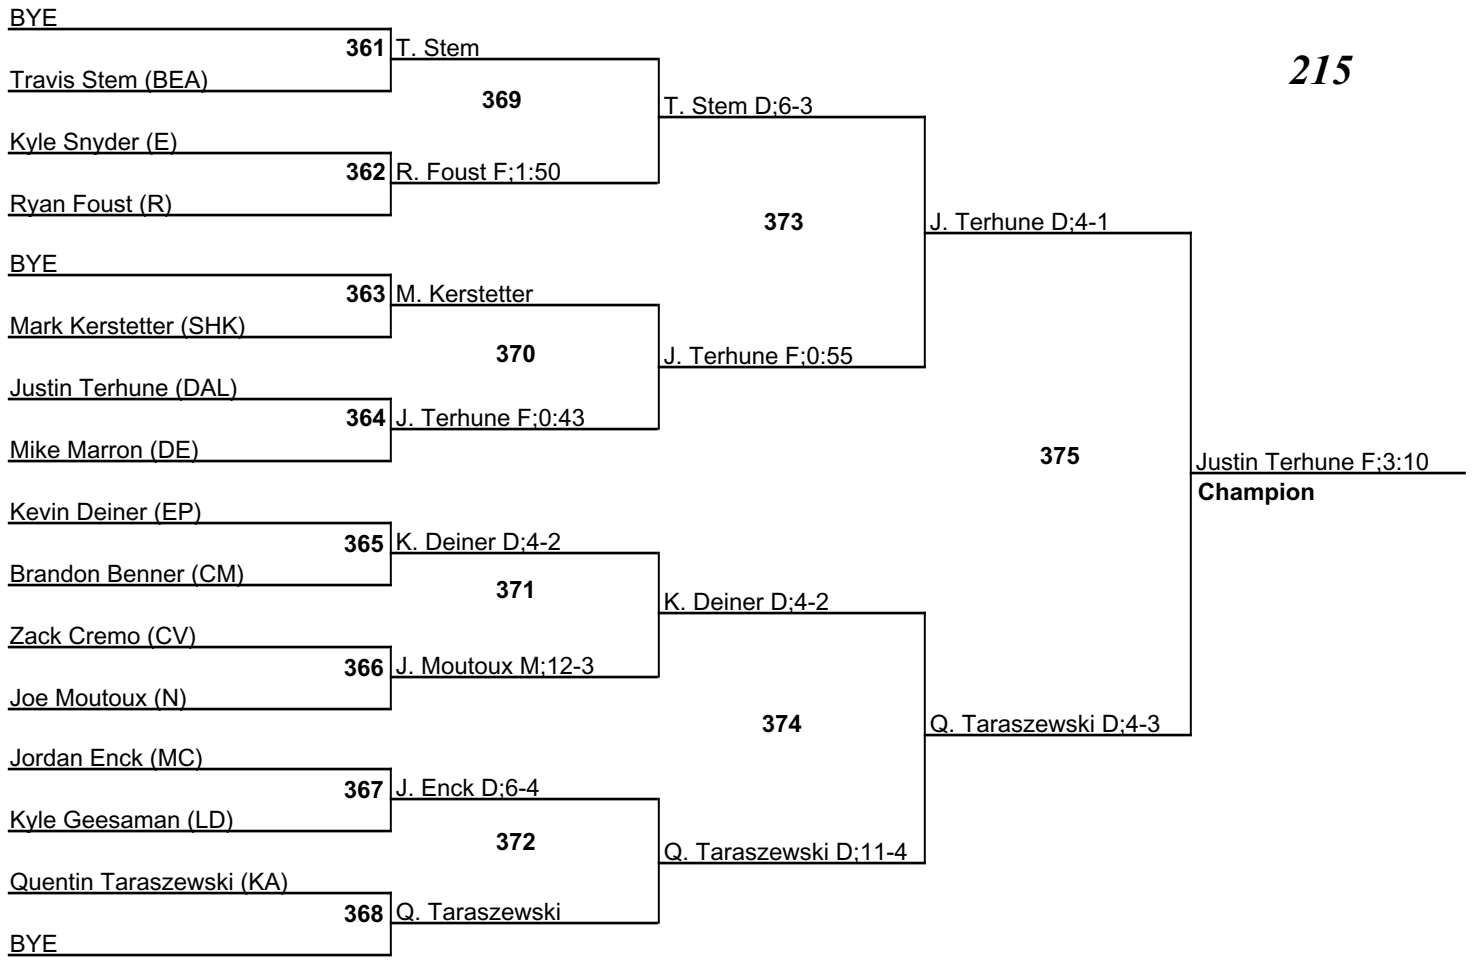 BYE
361 T. Stem
215
Travis Stem (BEA)
369
T. Stem D;6-3
Kyle Snyder (E)
362 R. Foust F;1:50
Ryan Foust (R)
373
J. Terhune D;4-1
BYE
363 M. Kerstetter
Mark Kerstetter (SHK)
370
J. Terhune F;0:55
Justin Terhune (DAL)
364 J. Terhune F;0:43
Mike Marron (DE)
375
Justin Terhune F;3:10
Champion
Kevin Deiner (EP)
365 K. Deiner D;4-2
Brandon Benner (CM)
371
K. Deiner D;4-2
Zack Cremo (CV)
366 J. Moutoux M;12-3
Joe Moutoux (N)
374
Q. Taraszewski D;4-3
Jordan Enck (MC)
367 J. Enck D;6-4
Kyle Geesaman (LD)
372
Q. Taraszewski D;11-4
Quentin Taraszewski (KA)
368 Q. Taraszewski
BYE